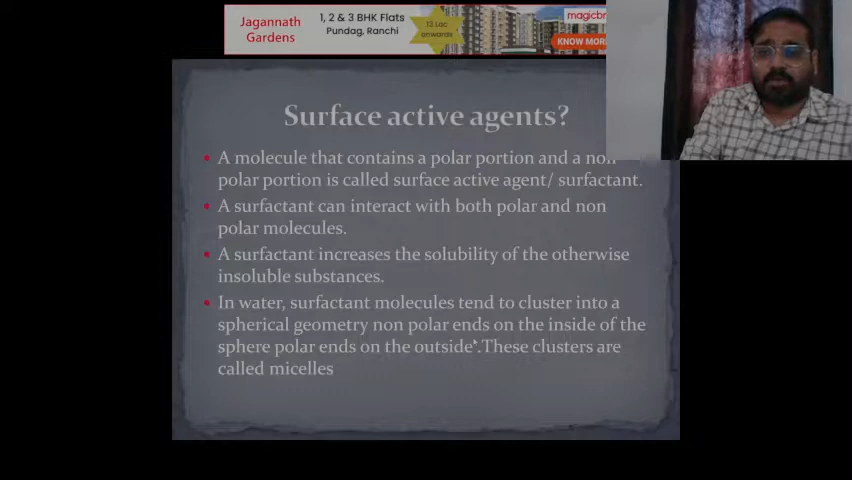 Jagannath
Gardens
1, 2 & 3 BHK Flats
Pundag, Ranchi
13 Lac
onwards
magicbr
KNOW MOR
Surface active agents?
• A molecule that contains a polar portion and a non
polar portion is called surface active agent/ surfactant.
• A surfactant can interact with both polar and non
polar molecules.
• A surfactant increases the solubility of the otherwise
insoluble substances.
• In water, surfactant molecules tend to cluster into a
spherical geometry non polar ends on the inside of the
sphere polar ends on the outside.These clusters are
called micelles